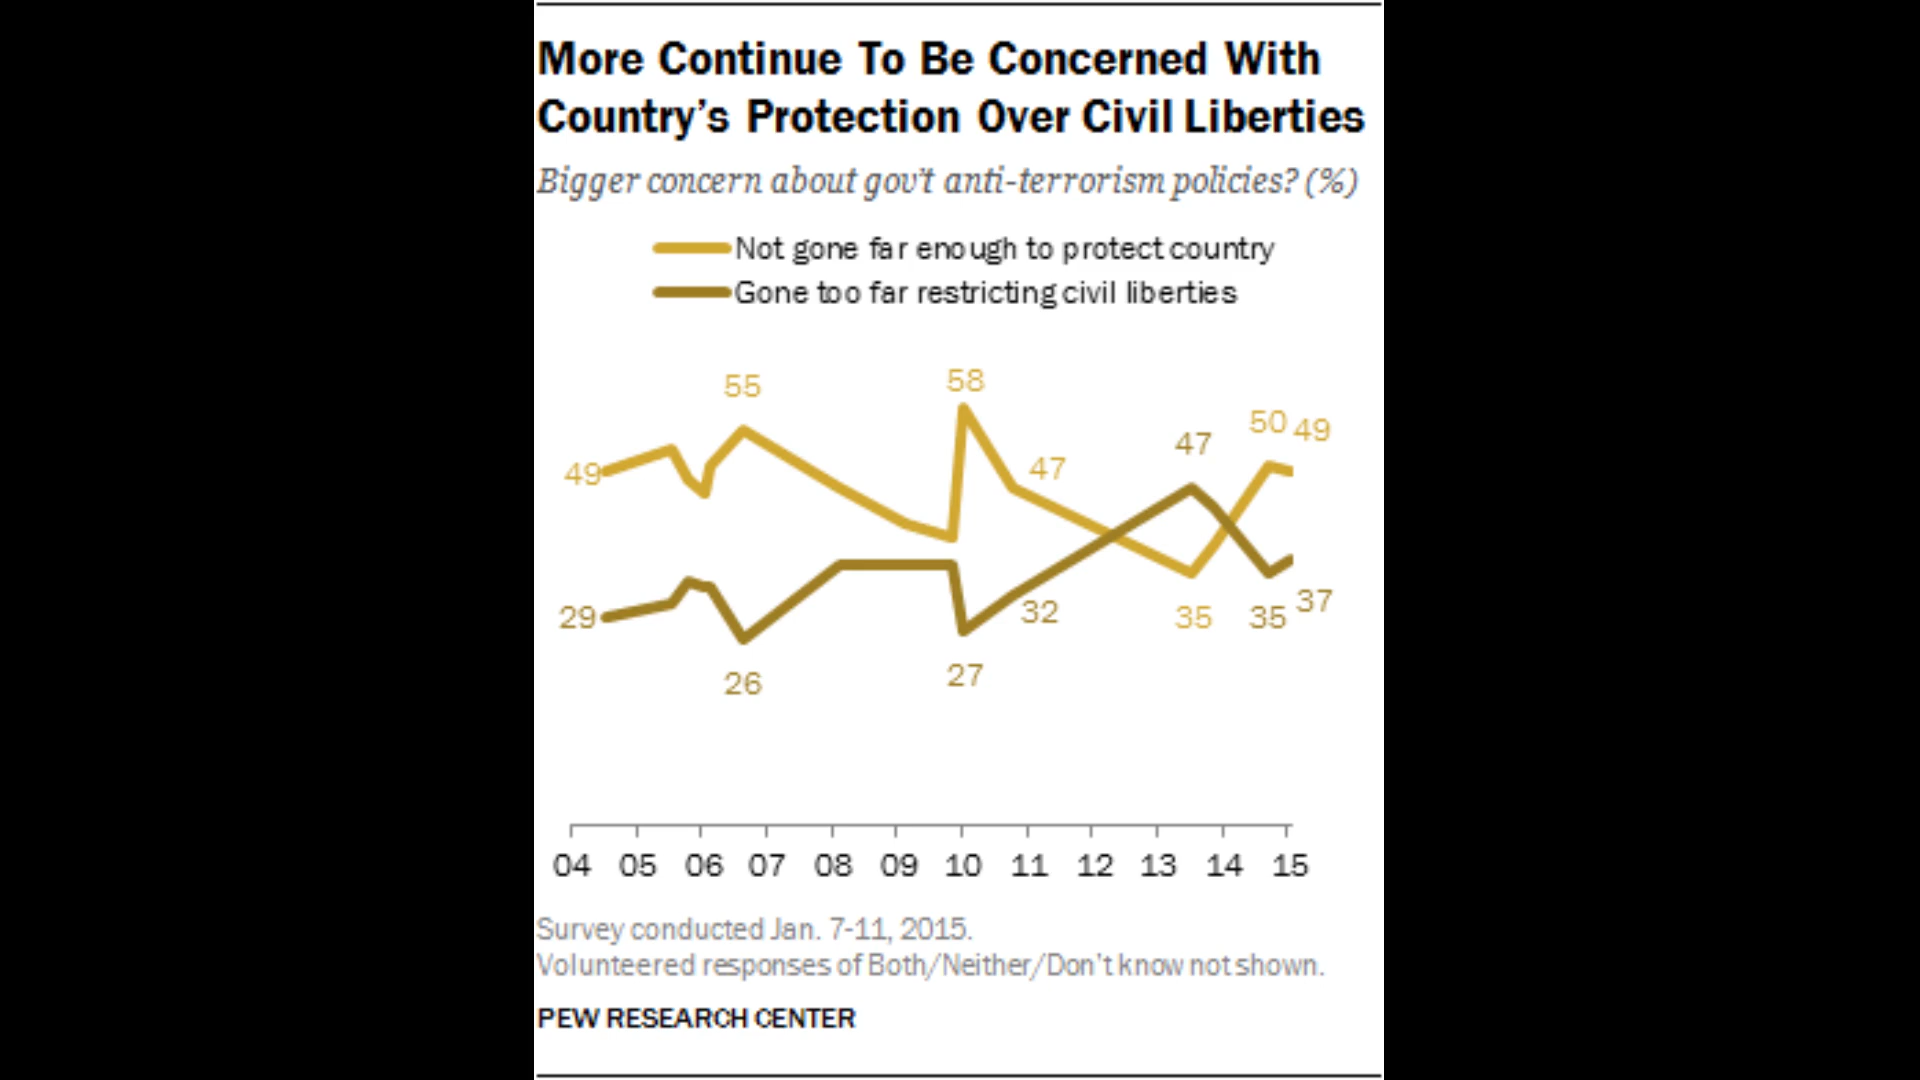 More Continue To Be Concerned With
Country's Protection Over Civil Liberties
Bigger concern about gov't anti-terrorism policies? (%)
Not gone far enough to protect country
Gone too far restricting civil liberties
55
58
50
49
47
47
49
29
32
37
35
35
26
27
04 05 06 07 08 09 10 11 12 13 14 15
Survey conducted Jan. 7-11, 2015.
Volunteered responses of Both/Neither/Don't know not shown.
PEW RESEARCH CENTER